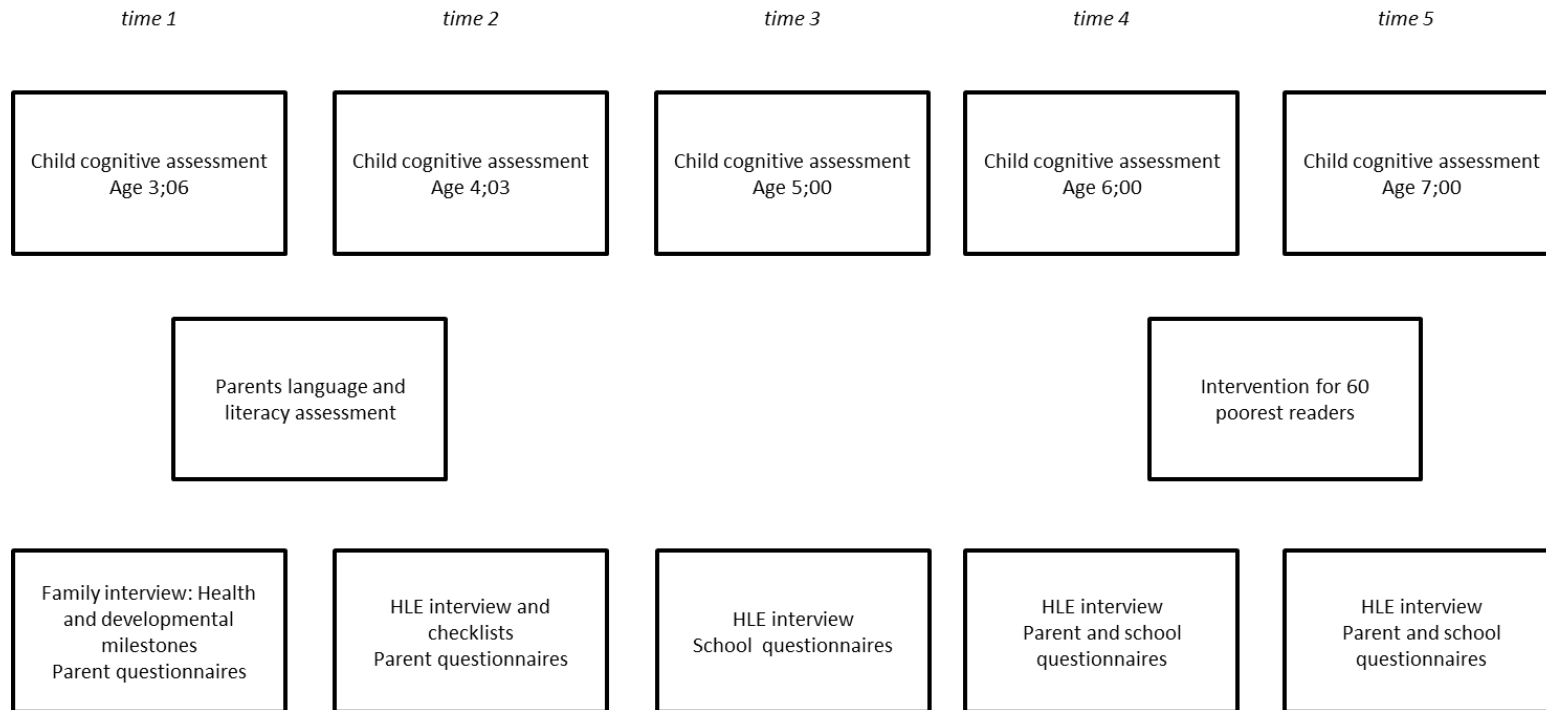 time 1
time 2
time 3
time 4
time 5
Child cognitive assessment
Age 3;06
Child cognitive assessment
Age 4;03
Child cognitive assessment
Age 5;00
Child cognitive assessment
Age 6;00
Child cognitive assessment
Age 7;00
Parents language and
literacy assessment
Intervention for 60
poorest readers
Family interview: Health
and developmental
milestones
Parent questionnaires
HLE interview and
checklists
Parent questionnaires
HLE interview
School questionnaires
HLE interview
Parent and school
questionnaires
HLE interview
Parent and school
questionnaires